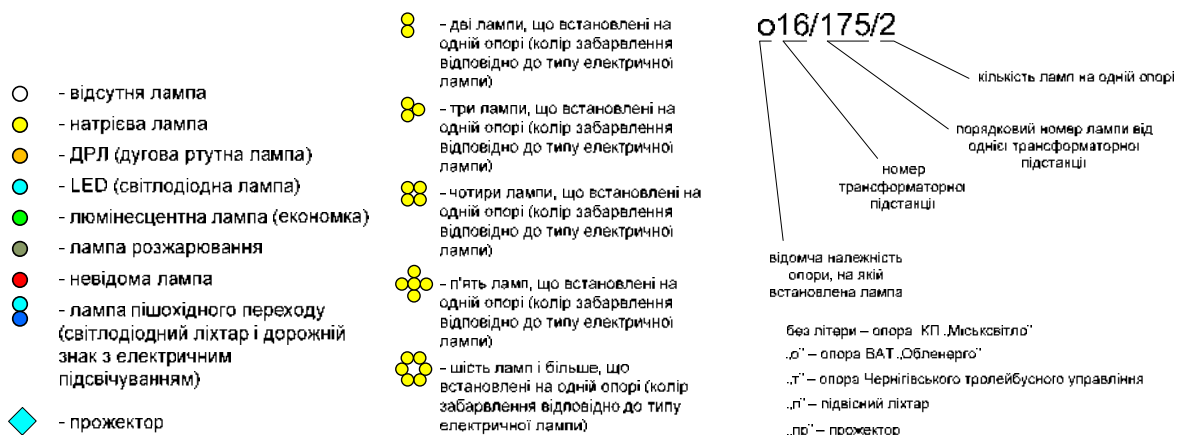 - відсутня лампа
- натрієва лампа
- ДРЛ (дугова ртутна лампа)
- LED (світлодіодна лампа)
- люмінесцентна лампа (економка)
- лампа розжарювання
- невідома лампа
- лампа пішохідного переходу
(світлодіодний ліхтар і дорожній
знак з електричним
підсвічуванням)
- прожектор
- дві лампи, що встановлені на
одній опорі (колір забарвлення
відповідно до типу електричної
лампи)
- три лампи, що встановлені на
одній опорі (колір забарвлення
відповідно до типу електричної
лампи)
- чотири лампи, що встановлені на
одній опорі (колір забарвлення
відповідно до типу електричної
лампи)
- п'ять ламп, що встановлені на
одній опорі (колір забарвлення
відповідно до типу електричної
лампи)
- шість ламп і більше, що
встановлені на одній опорі (колір
забарвлення відповідно до типу
електричної лампи)
о16/175/2
кількість ламп на одній опорі
порядковий номер лампи від
однієї трансформаторної
підстанції
номер
трансформаторної
підстанції
відомча належність
опори, на якій
встановлена лампа
без літери – опора КП „Міськсвітло"
„о" – опора ВАТ „Обленерго"
„т" – опора Чернігівського тролейбусного управління
„п" – підвісний ліхтар
„пр" – прожектор